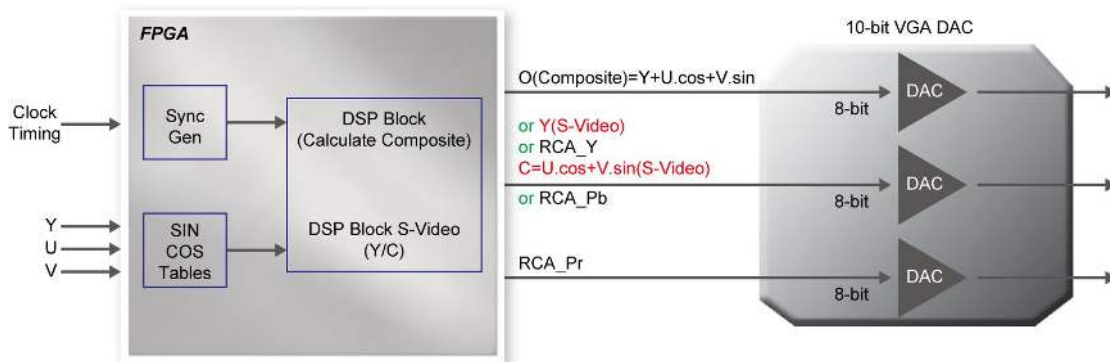 FPGA
10-bit VGA DAC
Clock
Timing
Sync
Gen
DSP Block
(Calculate Composite)
O(Composite)=Y+U.cos+V.sin
8-bit
DAC
or Y(S-Video)
or RCA_Y
C=U.cos+V.sin(S-Video)
or RCA_Pb
8-bit
DAC
Y
U
V
SIN
COS
Tables
DSP Block S-Video
(Y/C)
RCA_Pr
8-bit
DAC